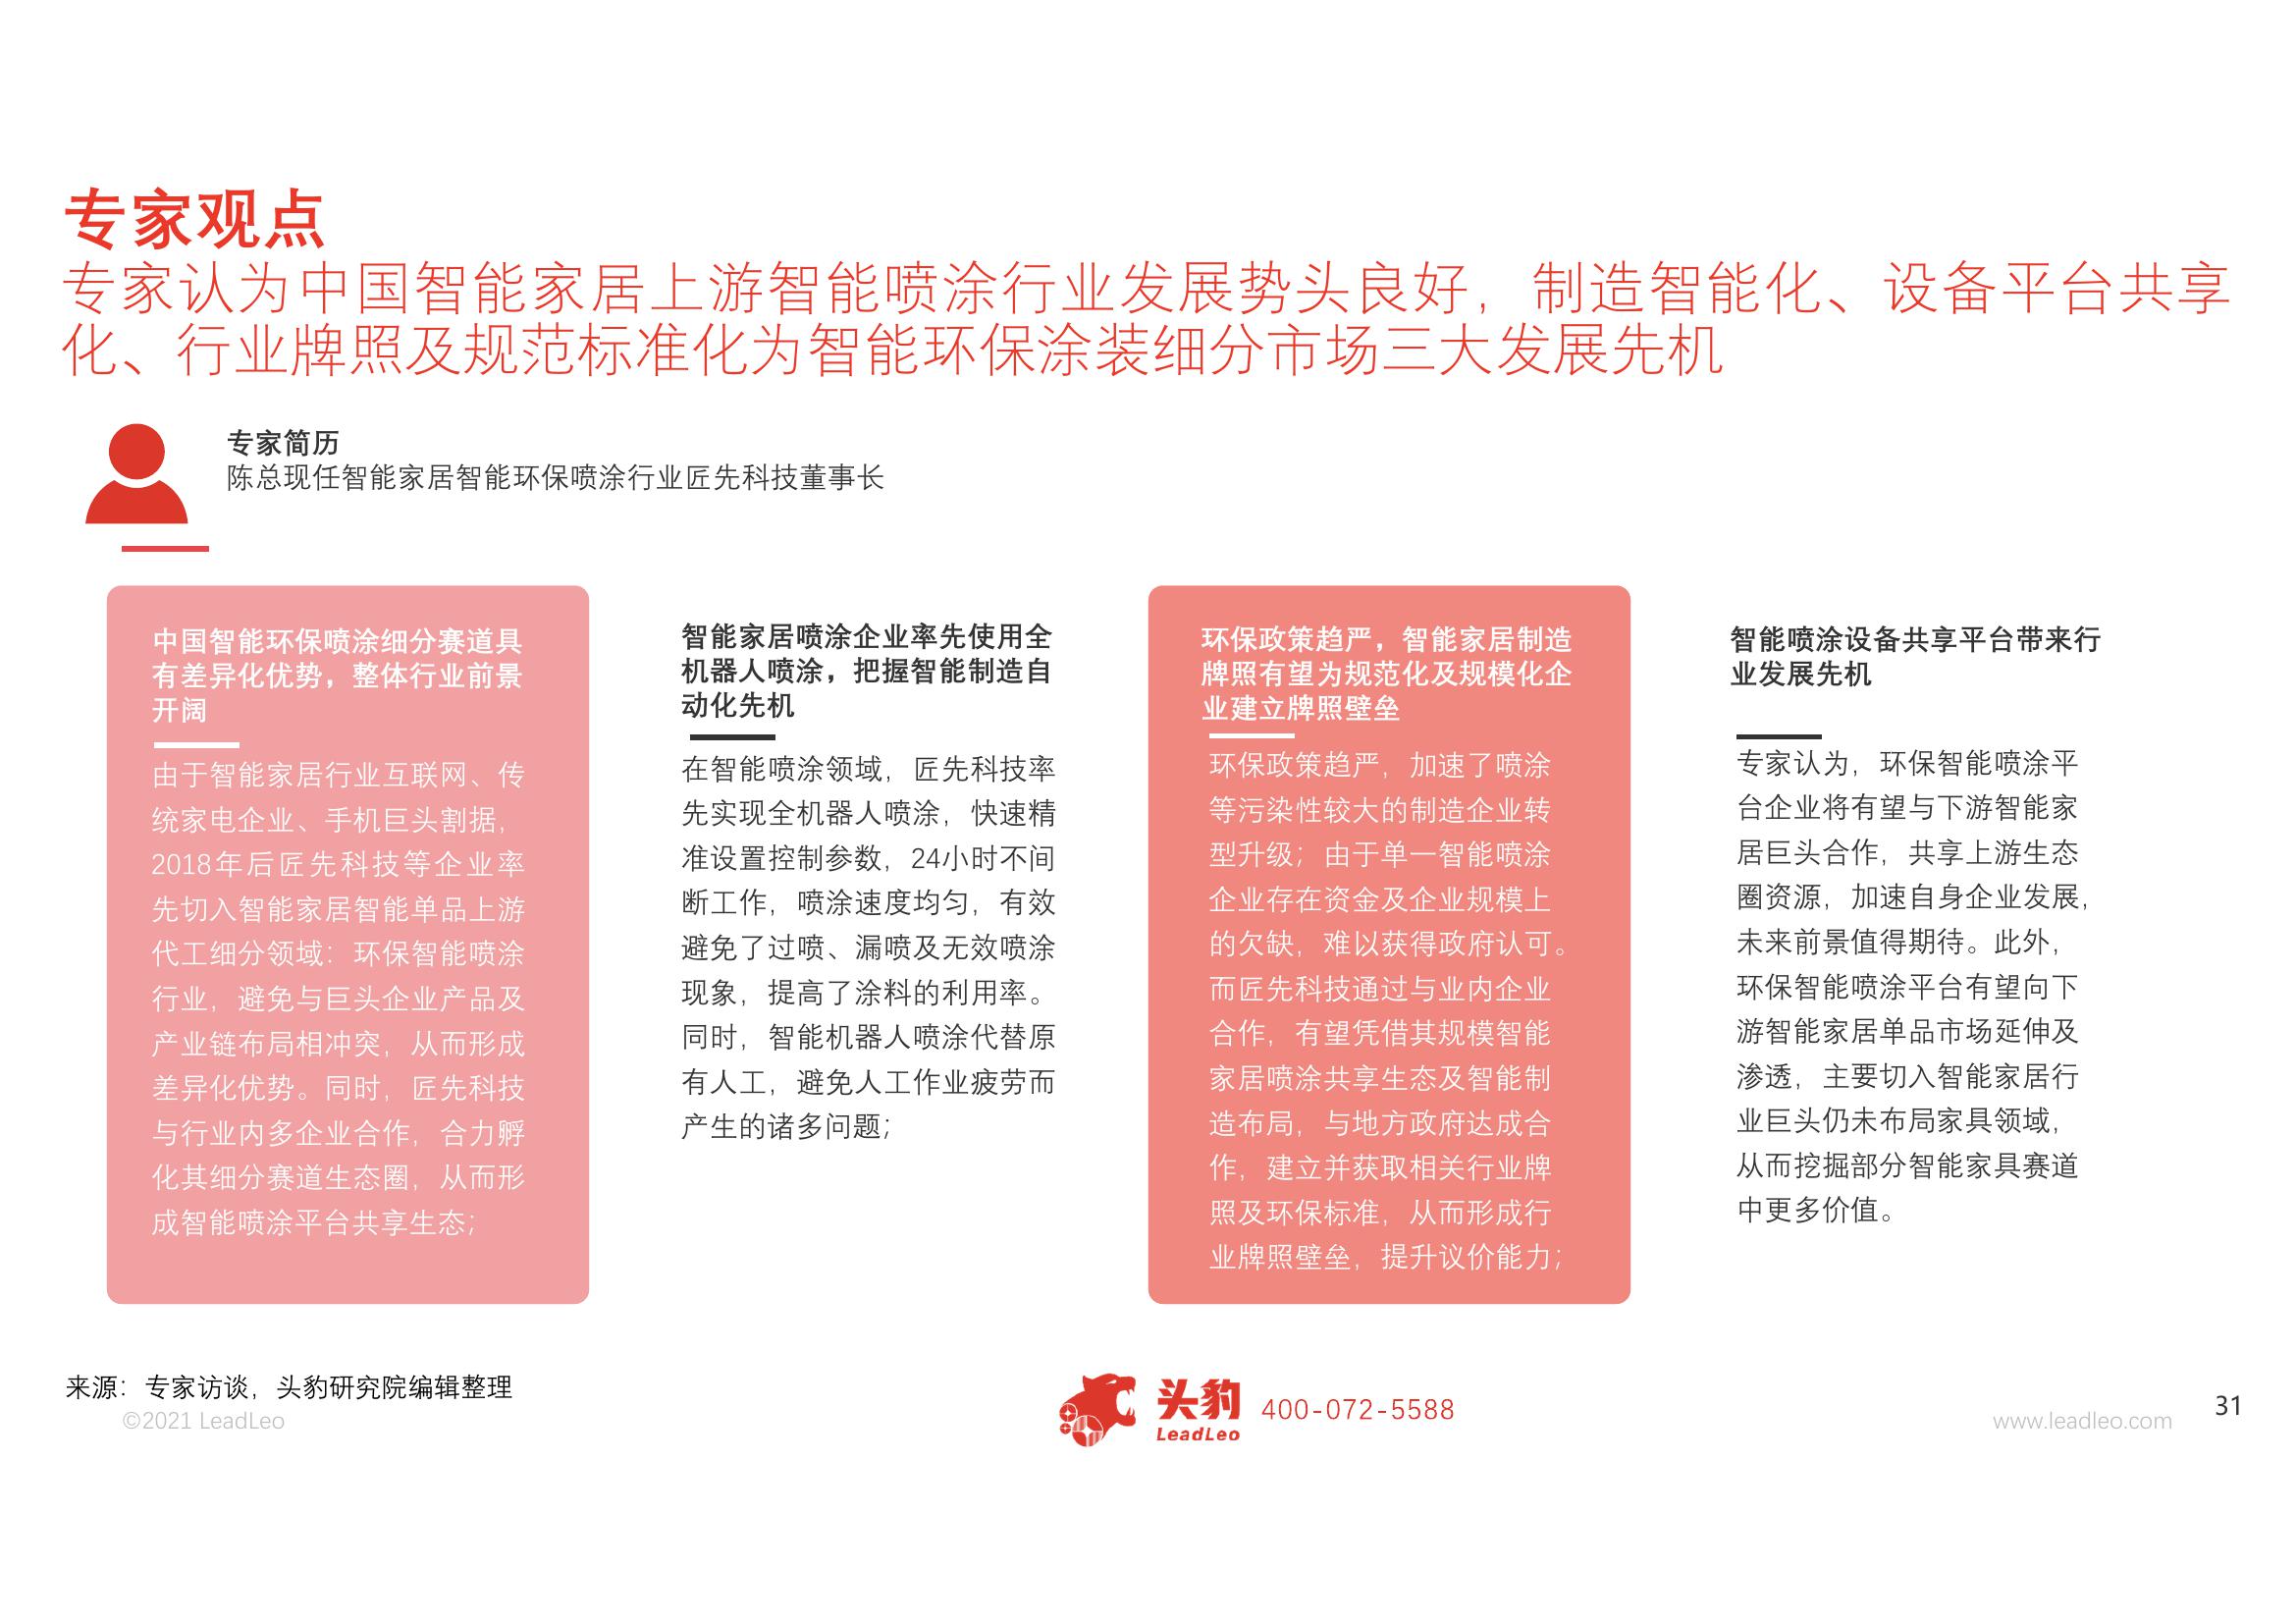 专家观点
专家认为中国智能家居上游智能喷涂行业发展势头良好，制造智能化、设备平台共享
化、行业牌照及规范标准化为智能环保涂装细分市场三大发展先机
专家简历
陈总现任智能家居智能环保喷涂行业匠先科技董事长
中国智能环保喷涂细分赛道具
有差异化优势，整体行业前景
开阔
由于智能家居行业互联网、传
统家电企业、手机巨头割据，
2018年后匠先科技等企业率
先切入智能家居智能单品上游
代工细分领域：环保智能喷涂
行业，避免与巨头企业产品及
产业链布局相冲突，从而形成
差异化优势。同时，匠先科技
与行业内多企业合作，合力孵
化其细分赛道生态圈，从而形
成智能喷涂平台共享生态；
智能家居喷涂企业率先使用全
机器人喷涂，把握智能制造自
动化先机
在智能喷涂领域，匠先科技率
先实现全机器人喷涂，快速精
准设置控制参数，24小时不间
断工作，喷涂速度均匀，有效
避免了过喷、漏喷及无效喷涂
现象，提高了涂料的利用率。
同时，智能机器人喷涂代替原
有人工，避免人工作业疲劳而
产生的诸多问题；
环保政策趋严，智能家居制造
牌照有望为规范化及规模化企
业建立牌照壁垒
环保政策趋严，加速了喷涂
等污染性较大的制造企业转
型升级；由于单一智能喷涂
企业存在资金及企业规模上
的欠缺，难以获得政府认可。
而匠先科技通过与业内企业
合作，有望凭借其规模智能
家居喷涂共享生态及智能制
造布局，与地方政府达成合
作，建立并获取相关行业牌
照及环保标准，从而形成行
业牌照壁垒，提升议价能力；
智能喷涂设备共享平台带来行
业发展先机
专家认为，环保智能喷涂平
台企业将有望与下游智能家
居巨头合作，共享上游生态
圈资源，加速自身企业发展，
未来前景值得期待。此外，
环保智能喷涂平台有望向下
游智能家居单品市场延伸及
渗透，主要切入智能家居行
业巨头仍未布局家具领域，
从而挖掘部分智能家具赛道
中更多价值。
来源：专家访谈，头豹研究院编辑整理
©2021 LeadLeo
头豹
LeadLeo
400-072-5588
www.leadleo.com
31